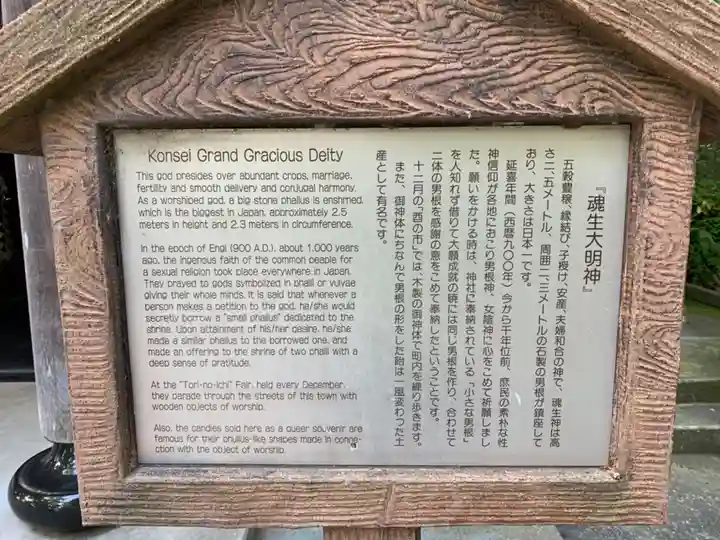 Konsei Grand Gracious Deity
This god presides over abundant crops, marriage,
fertility and smooth delivery and conjugal harmony.
As a worshiped god, a big stone phallus is enshrined,
which is the biggest in Japan, approximately 2.5
meters in height and 2.3 meters in circumference.
In the epoch of Engi (900 A.D.), about 1,000 years
ago, the ingenous faith of the common people for
a sexual religion took place everywhere in Japan.
They prayed to gods symbolized in phalli or vulvae
giving their whole minds. It is said that whenever a
person makes a petition to the god, he/she would
secretly borrow a "small phallus" dedicated to the
shrine. Upon attainment of his/her desire, he/she
made a similar phallus to the borrowed one, and
made an offering to the shrine of two phalli with a
deep sense of gratitude.
At the "Tori-no-Ichi" Fair, held every December,
they parade through the streets of this town with
wooden objects of worship.
Also, the candies sold here as a queer souvenir are
famous for their phullus-like shapes made in connec-
ction with the object of worship.
『魂生大明神』
五穀豊穣、縁結び、子授け、安産、夫婦和合の神で、魂生神は高
さ二、五メートル、周囲二、三メートルの石製の男根が鎮座して
おり、大きさは日本一です。
延喜年間（西暦九〇〇年）今から千年位前、庶民の素朴な性
神信仰が各地におこり男根神、女陰神に心をこめて祈願しまし
た。願いをかける時は、神社に奉納されている「小さな男根」
を人知れず借りて大願成就の暁には同じ男根を作り、合わせて
二体の男根を感謝の意をこめて奉納したということです。
十二月の「酉の市」では、木製の御神体で町内を練り歩きます。
また、御神体にちなんで男根の形をした飴は一風変わった土
産として有名です。